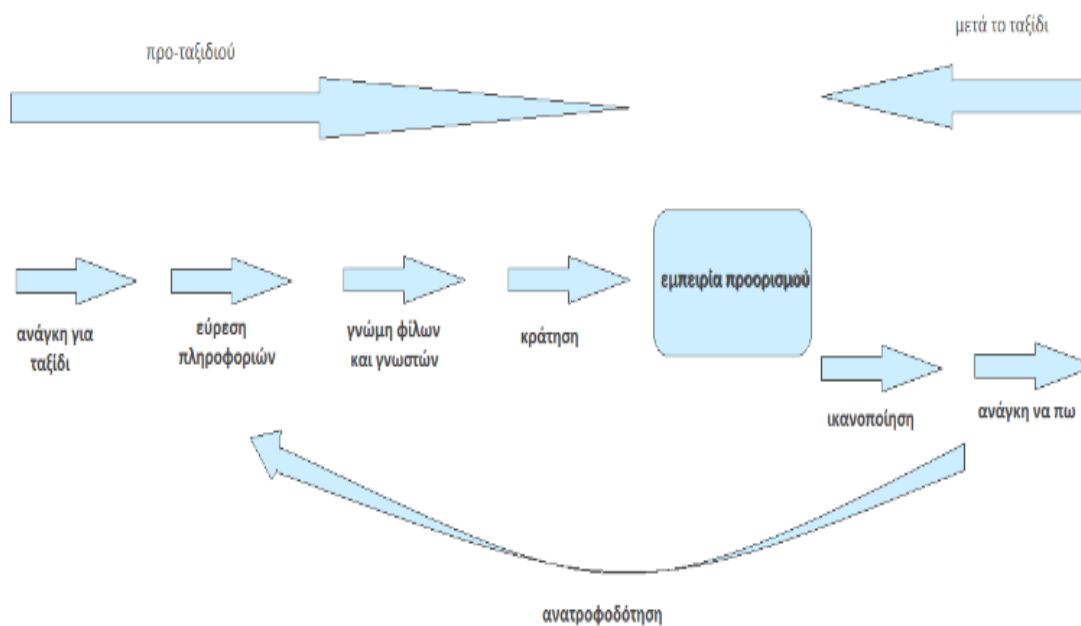 προ-ταξιδιού
μετά το ταξίδι
ανάγκη για
ταξίδι
εύρεση
πληροφοριών
γνώμη φίλων
και γνωστών
κράτηση
εμπειρία προορισμού
ικανοποίηση
ανάγκη να πω
ανατροφοδότηση